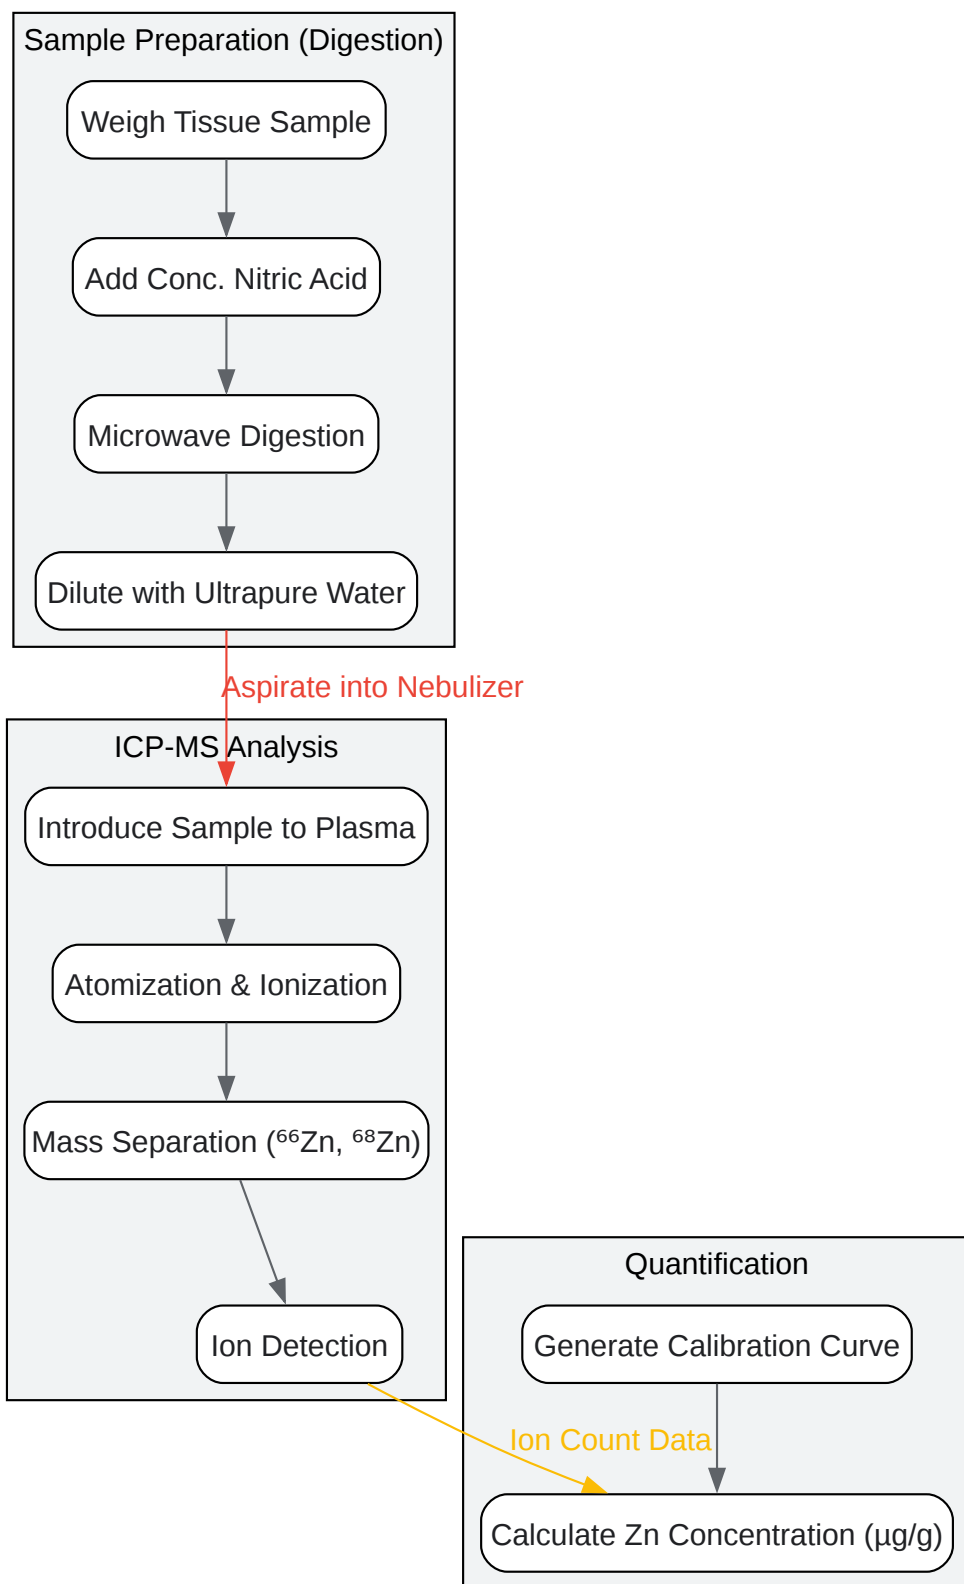 Sample Preparation (Digestion)
Weigh Tissue Sample
Add Conc. Nitric Acid
Microwave Digestion
Dilute with Ultrapure Water
Aspirate into Nebulizer
ICP-MS Analysis
Introduce Sample to Plasma
Atomization & Ionization
Mass Separation (⁶⁶Zn, ⁶⁸Zn)
Ion Detection
Quantification
Generate Calibration Curve
Ion Count Data
Calculate Zn Concentration (µg/g)